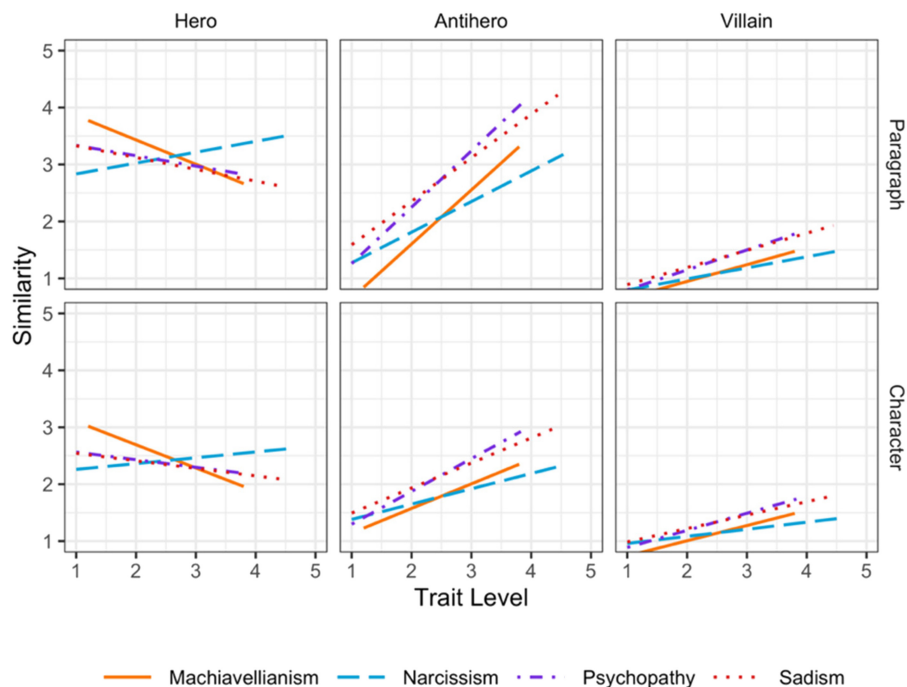 Hero Antihero Villain
5
4
3
2
1
Paragraph
Similarity
5
4
3
2
1
Character
1 2 3 4 5 1 2 3 4 5 1 2 3 4 5
Trait Level
Machiavellianism Narcissism Psychopathy Sadism